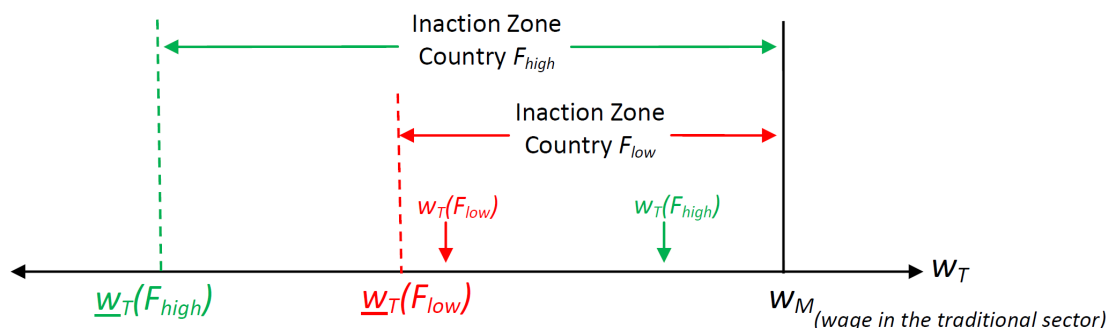 Inaction Zone
Country F_high
Inaction Zone
Country F_low
w_T(F_low)
w_T(F_high)
w_T
w_T(F_high)
w_T(F_low)
w_M (wage in the traditional sector)